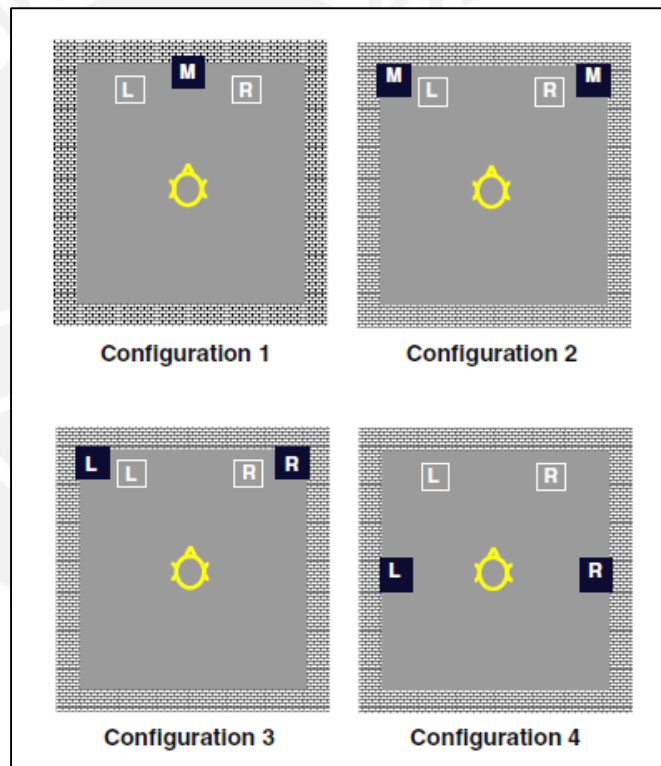 M
L R
Configuration 1
M M
L R
Configuration 2
L R
L R
Configuration 3
L R
L R
Configuration 4